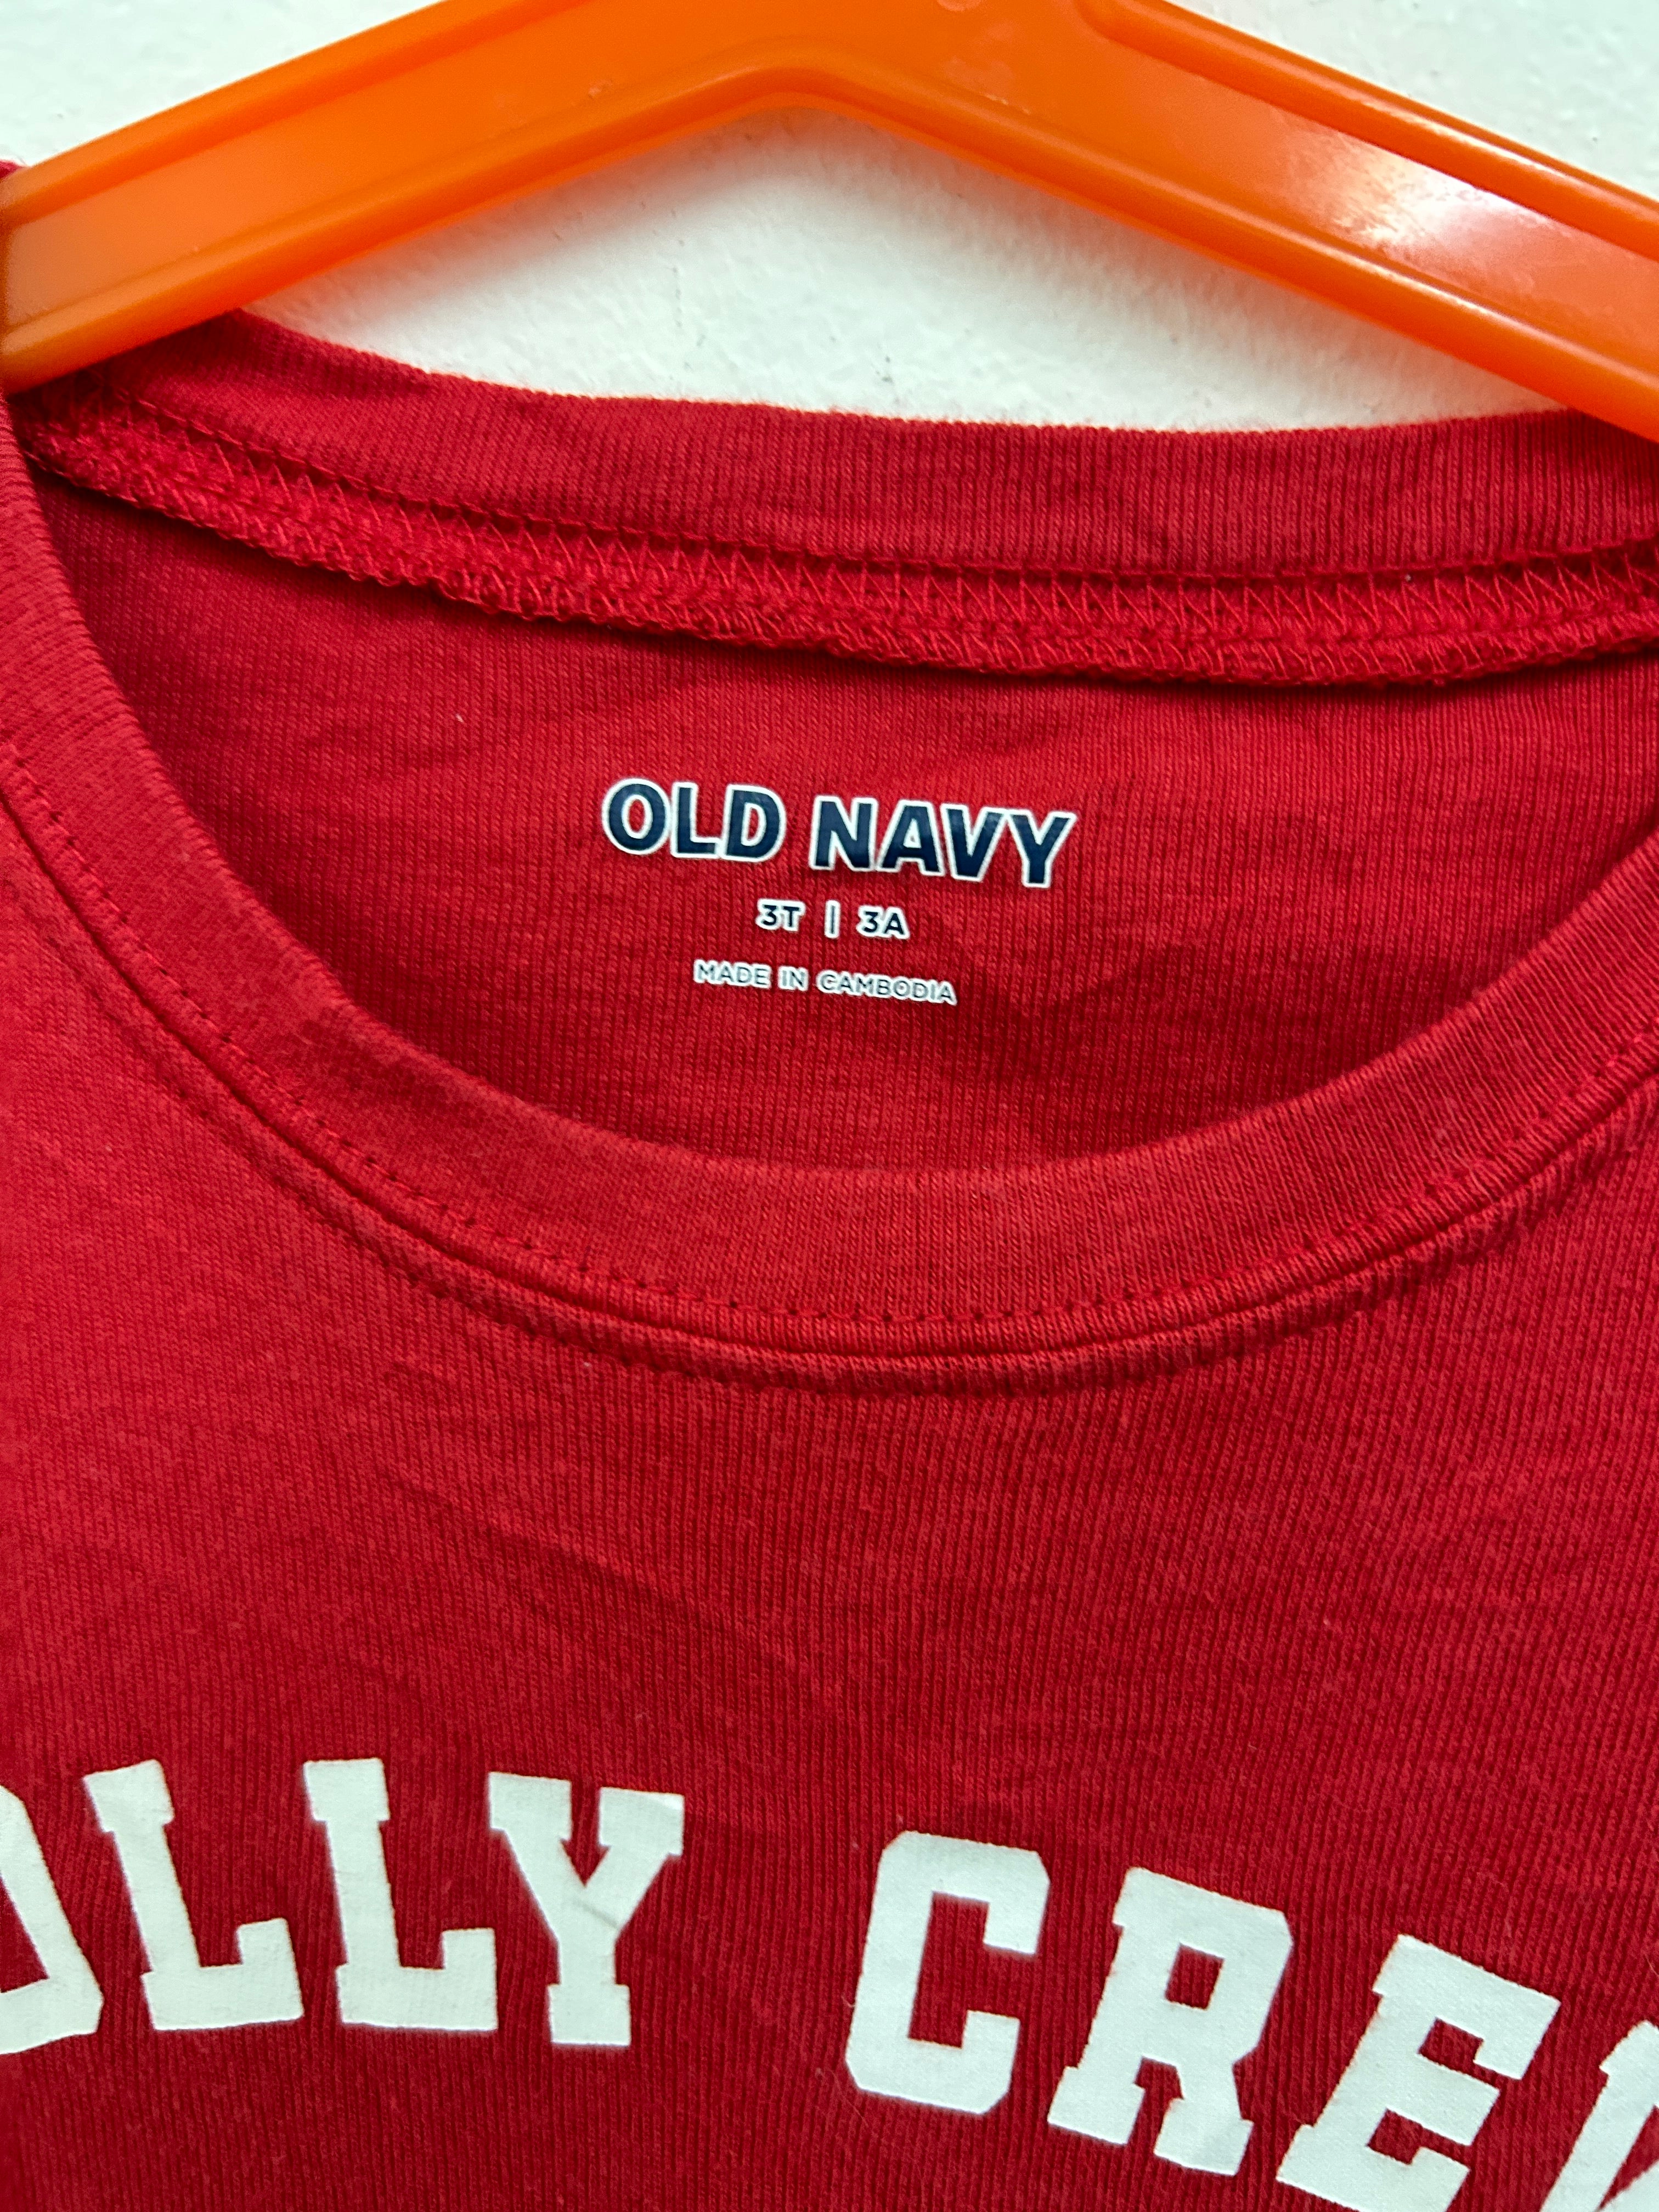 OLD NAVY
3T | 3A
MADE IN CAMBODIA
OLLY CRE